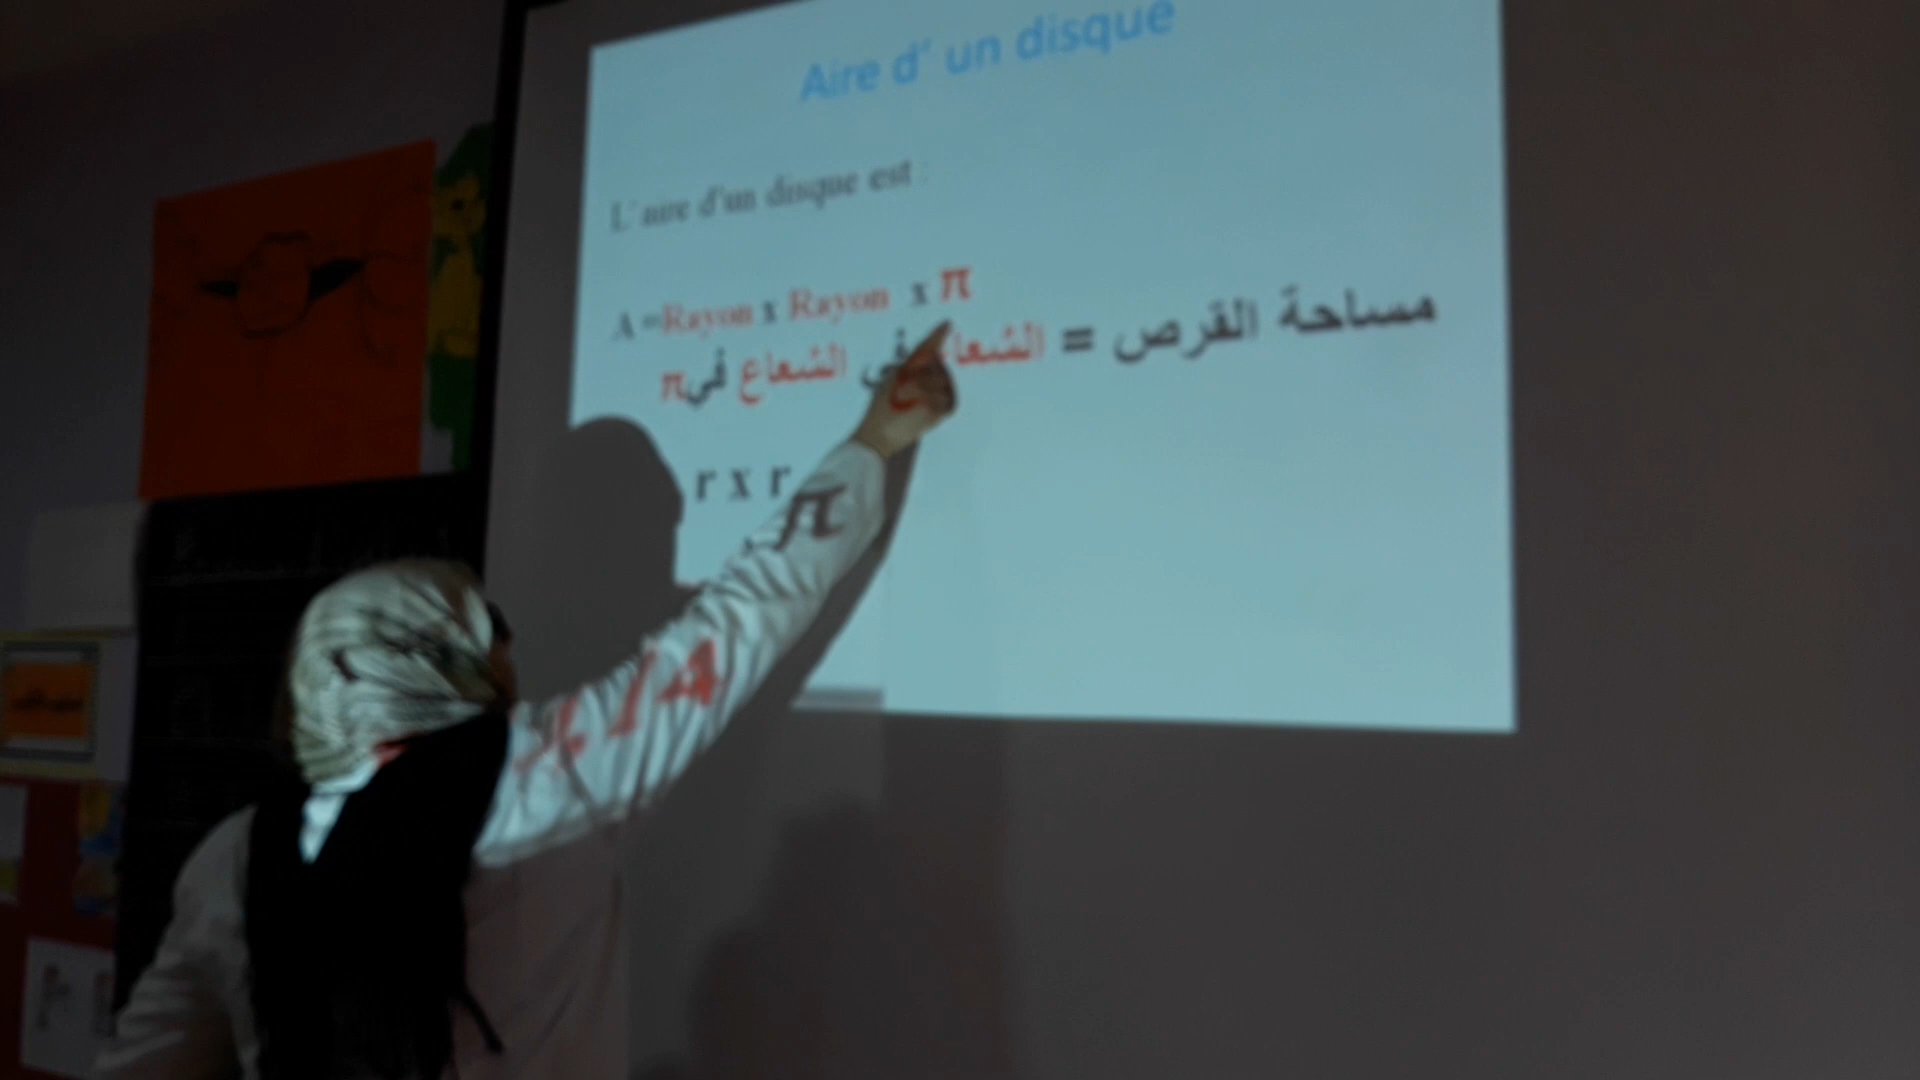 Aire d' un disque
L' aire d'un disque est :
A =Rayon x Rayon x π
مساحة القرص = الشعاع في الشعاع في π
r x r π